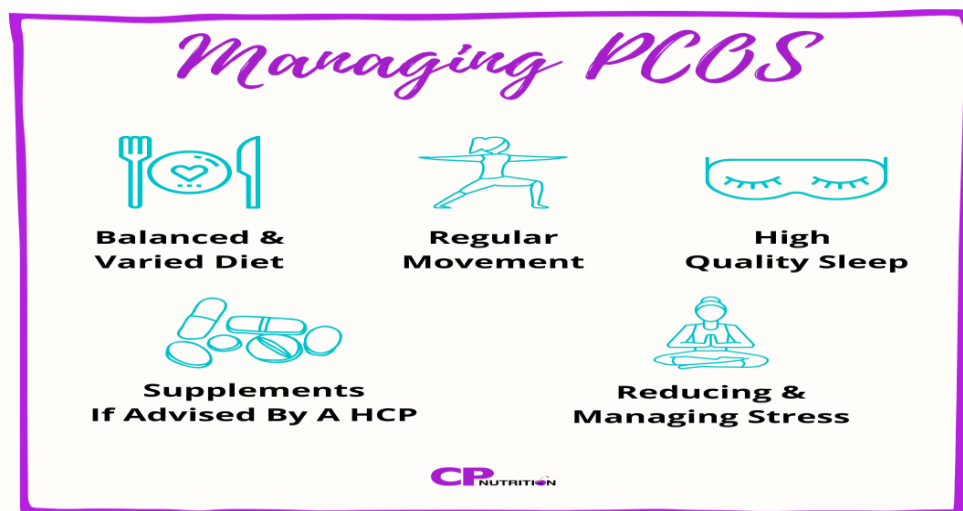 Managing PCOS
Balanced &
Varied Diet
Regular
Movement
High
Quality Sleep
Supplements
If Advised By A HCP
Reducing &
Managing Stress
CP NUTRITION